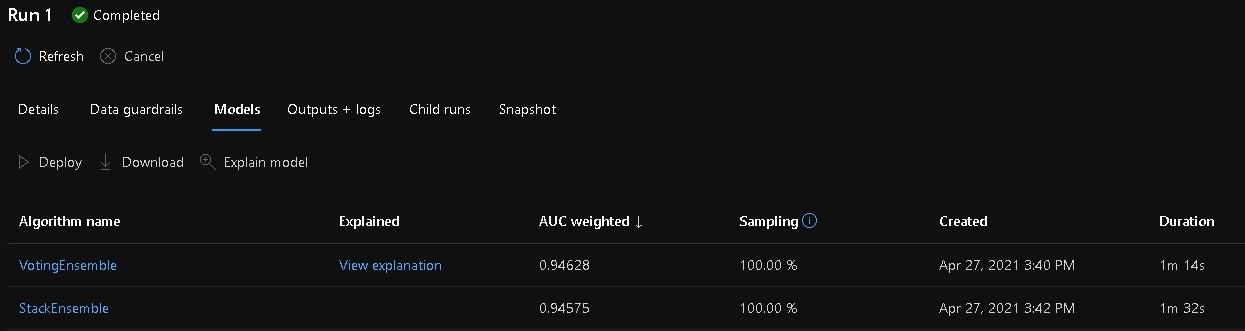 Run 1 Completed
Refresh Cancel
Details Data guardrails Models Outputs + logs Child runs Snapshot
Deploy Download Explain model
Algorithm name Explained AUC weighted ↓ Sampling Created Duration
VotingEnsemble View explanation 0.94628 100.00 % Apr 27, 2021 3:40 PM 1m 14s
StackEnsemble 0.94575 100.00 % Apr 27, 2021 3:42 PM 1m 32s